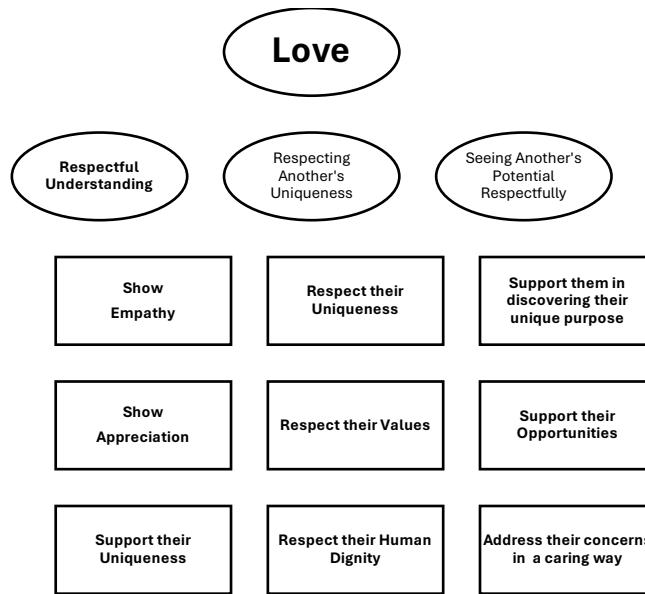 Love
Respectful
Understanding
Respecting
Another's
Uniqueness
Seeing Another's
Potential
Respectfully
Show
Empathy
Respect their
Uniqueness
Support them in
discovering their
unique purpose
Show
Appreciation
Respect their Values
Support their
Opportunities
Support their
Uniqueness
Respect their Human
Dignity
Address their concerns
in a caring way